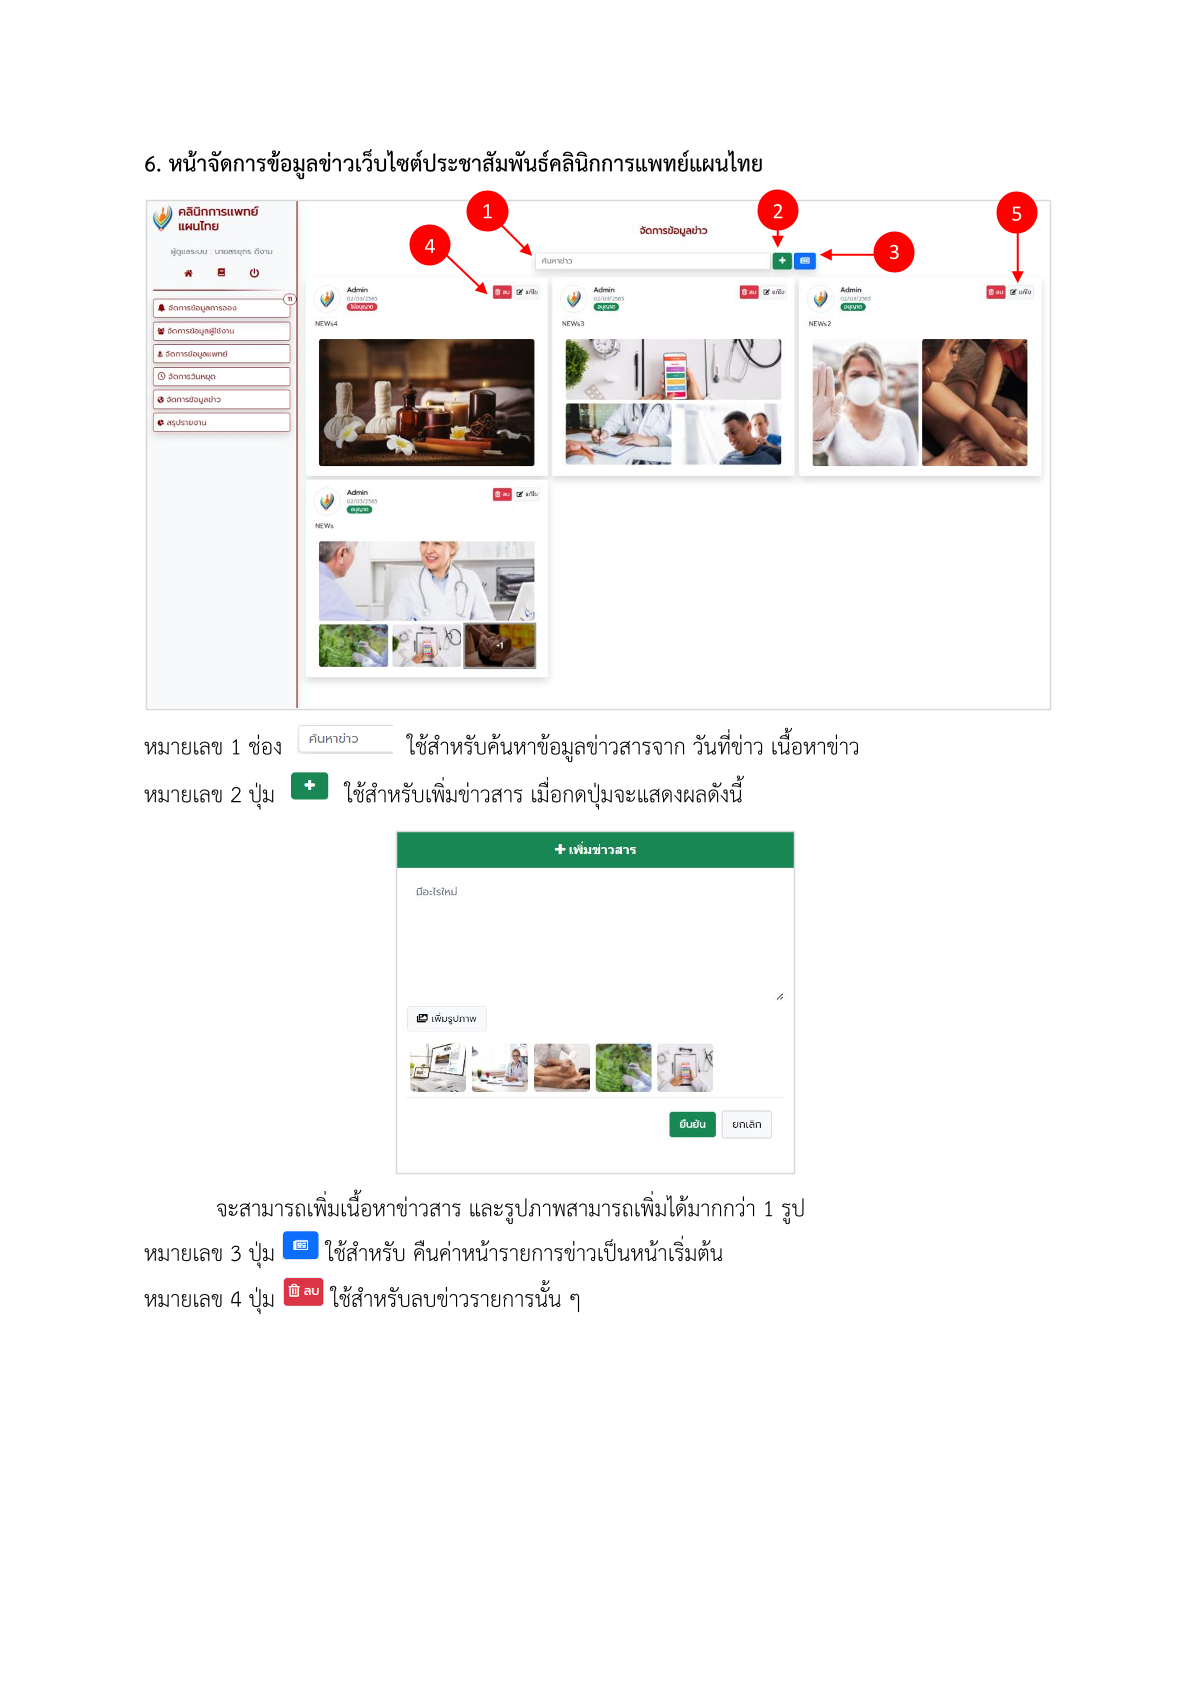 6. หน้าจัดการข้อมูลข่าวเว็บไซต์ประชาสัมพันธ์คลินิกการแพทย์แผนไทย
คลินิกการแพทย์
แผนไทย
ผู้ดูแลระบบ : นายสรยุทร ดีงาม
11
จัดการข้อมูลการจอง
จัดการข้อมูลผู้ใช้งาน
จัดการข้อมูลแพทย์
จัดการวันหยุด
จัดการข้อมูลข่าว
สรุปรายงาน
1
2
3
4
5
จัดการข้อมูลข่าว
ค้นหาข่าว
Admin
02/03/2565
ไม่อนุญาต
ลบ แก้ไข
NEWs4
Admin
02/03/2565
อนุญาต
ลบ แก้ไข
NEWs3
Admin
02/03/2565
อนุญาต
ลบ แก้ไข
NEWs2
Admin
02/03/2565
อนุญาต
ลบ แก้ไข
NEWs
+1
หมายเลข 1 ช่อง ค้นหาข่าว ใช้สำหรับค้นหาข้อมูลข่าวสารจาก วันที่ข่าว เนื้อหาข่าว
หมายเลข 2 ปุ่ม + ใช้สำหรับเพิ่มข่าวสาร เมื่อกดปุ่มจะแสดงผลดังนี้
+ เพิ่มข่าวสาร
มีอะไรใหม่
เพิ่มรูปภาพ
ยืนยัน ยกเลิก
จะสามารถเพิ่มเนื้อหาข่าวสาร และรูปภาพสามารถเพิ่มได้มากกว่า 1 รูป
หมายเลข 3 ปุ่ม ใช้สำหรับ คืนค่าหน้ารายการข่าวเป็นหน้าเริ่มต้น
หมายเลข 4 ปุ่ม ลบ ใช้สำหรับลบข่าวรายการนั้น ๆ